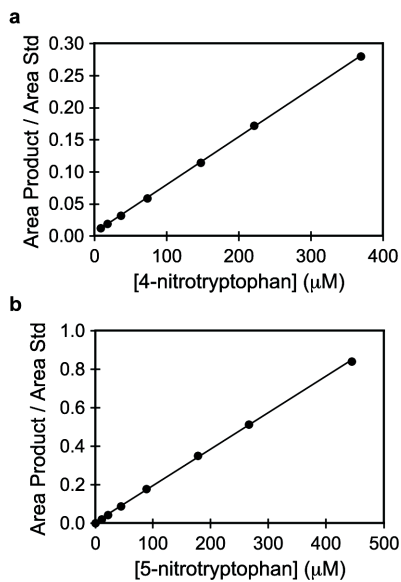 a
Area Product / Area Std
0.30
0.25
0.20
0.15
0.10
0.05
0.00
0 100 200 300 400
[4-nitrotryptophan] (μM)
b
Area Product / Area Std
1.0
0.8
0.6
0.4
0.2
0.0
0 100 200 300 400 500
[5-nitrotryptophan] (μM)